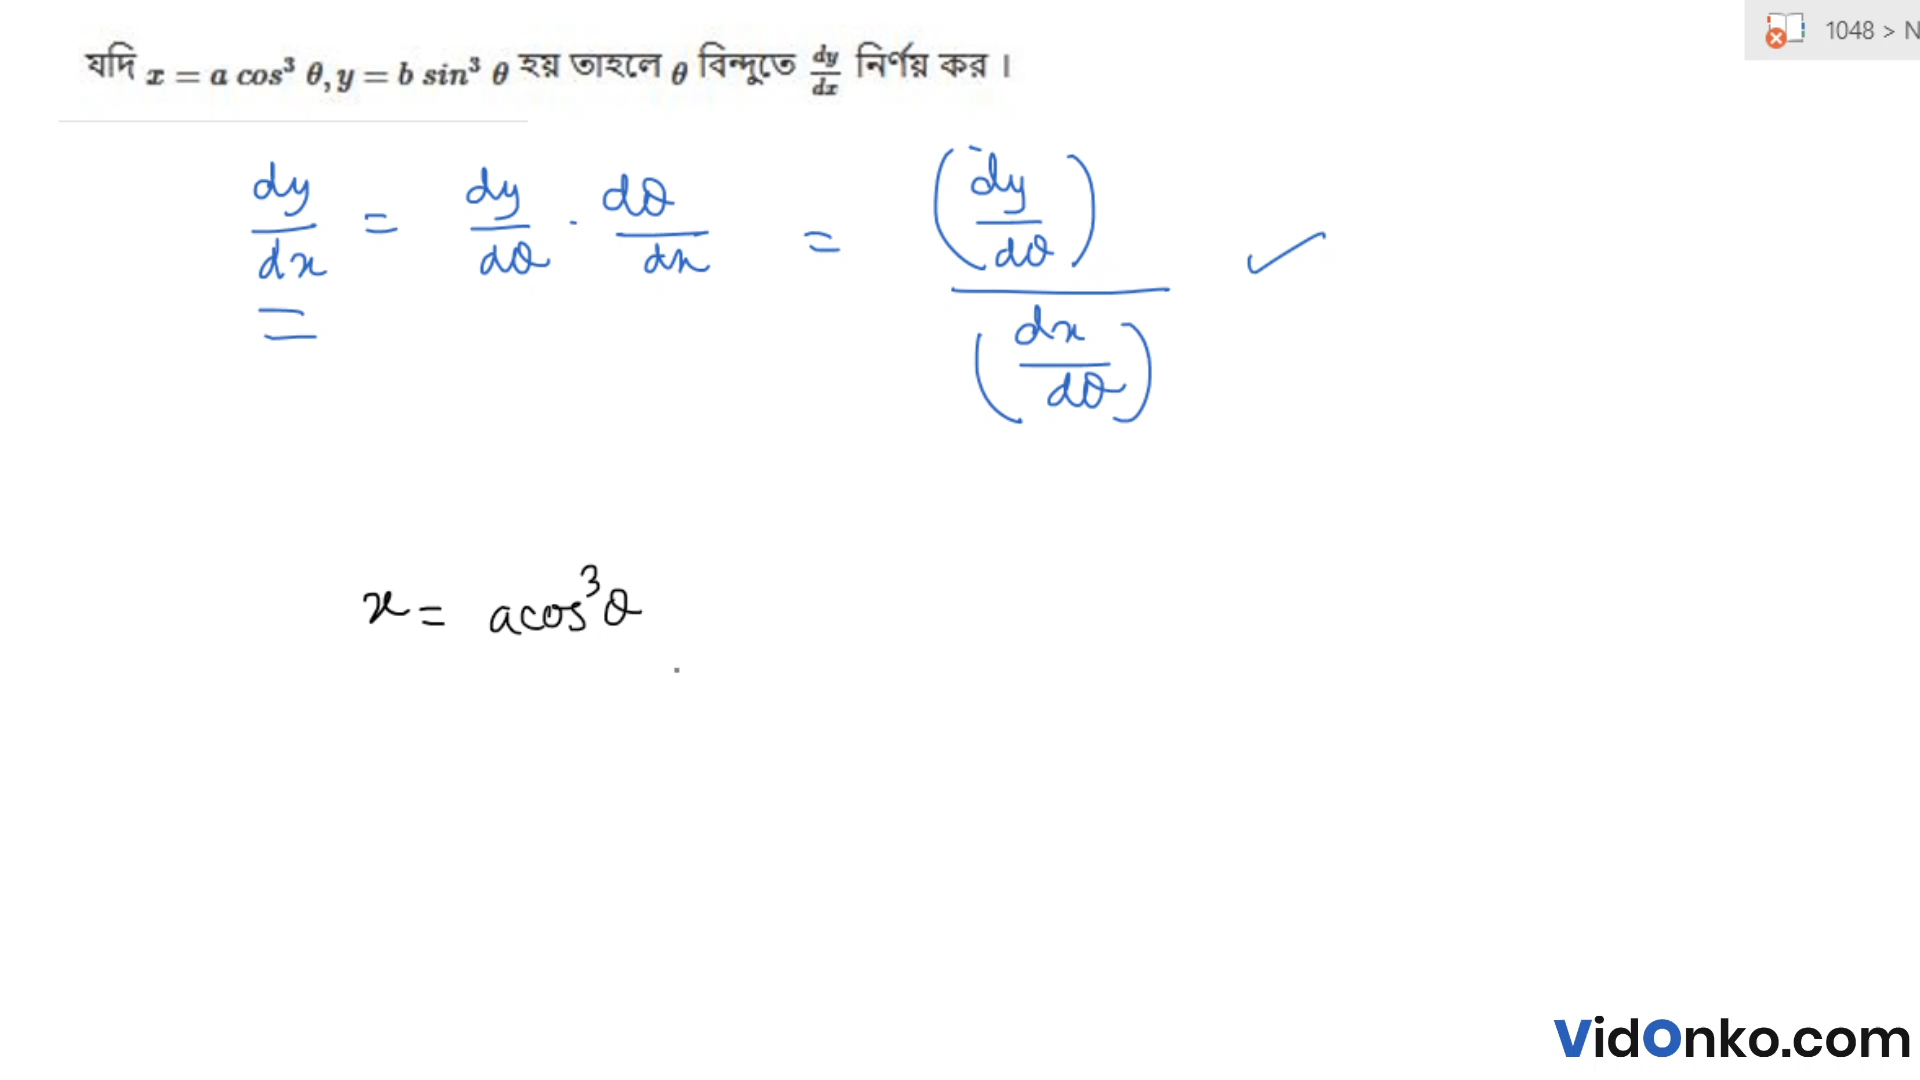 1048 > N
যদি x = a cos³ θ, y = b sin³ θ হয় তাহলে θ বিন্দুতে dy/dx নির্ণয় কর ।
dy/dx = dy/dθ · dθ/dx = (dy/dθ)/(dx/dθ) ✓
=
x = acos³θ
VidOnko.com